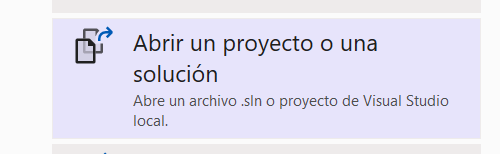 Abrir un proyecto o una
solución
Abre un archivo .sln o proyecto de Visual Studio
local.